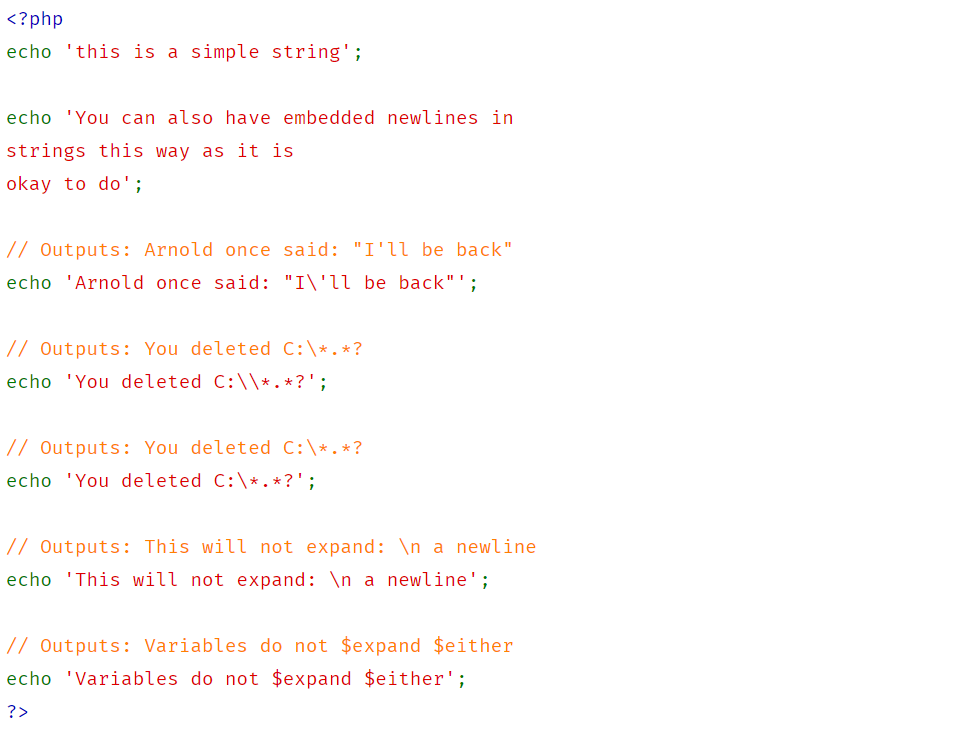 <?php
echo 'this is a simple string';
echo 'You can also have embedded newlines in
strings this way as it is
okay to do';
// Outputs: Arnold once said: "I'll be back"
echo 'Arnold once said: "I\'ll be back"';
// Outputs: You deleted C:\*.*?
echo 'You deleted C:\\*.*?';
// Outputs: You deleted C:\*.*?
echo 'You deleted C:\*.*?';
// Outputs: This will not expand: \n a newline
echo 'This will not expand: \n a newline';
// Outputs: Variables do not $expand $either
echo 'Variables do not $expand $either';
?>